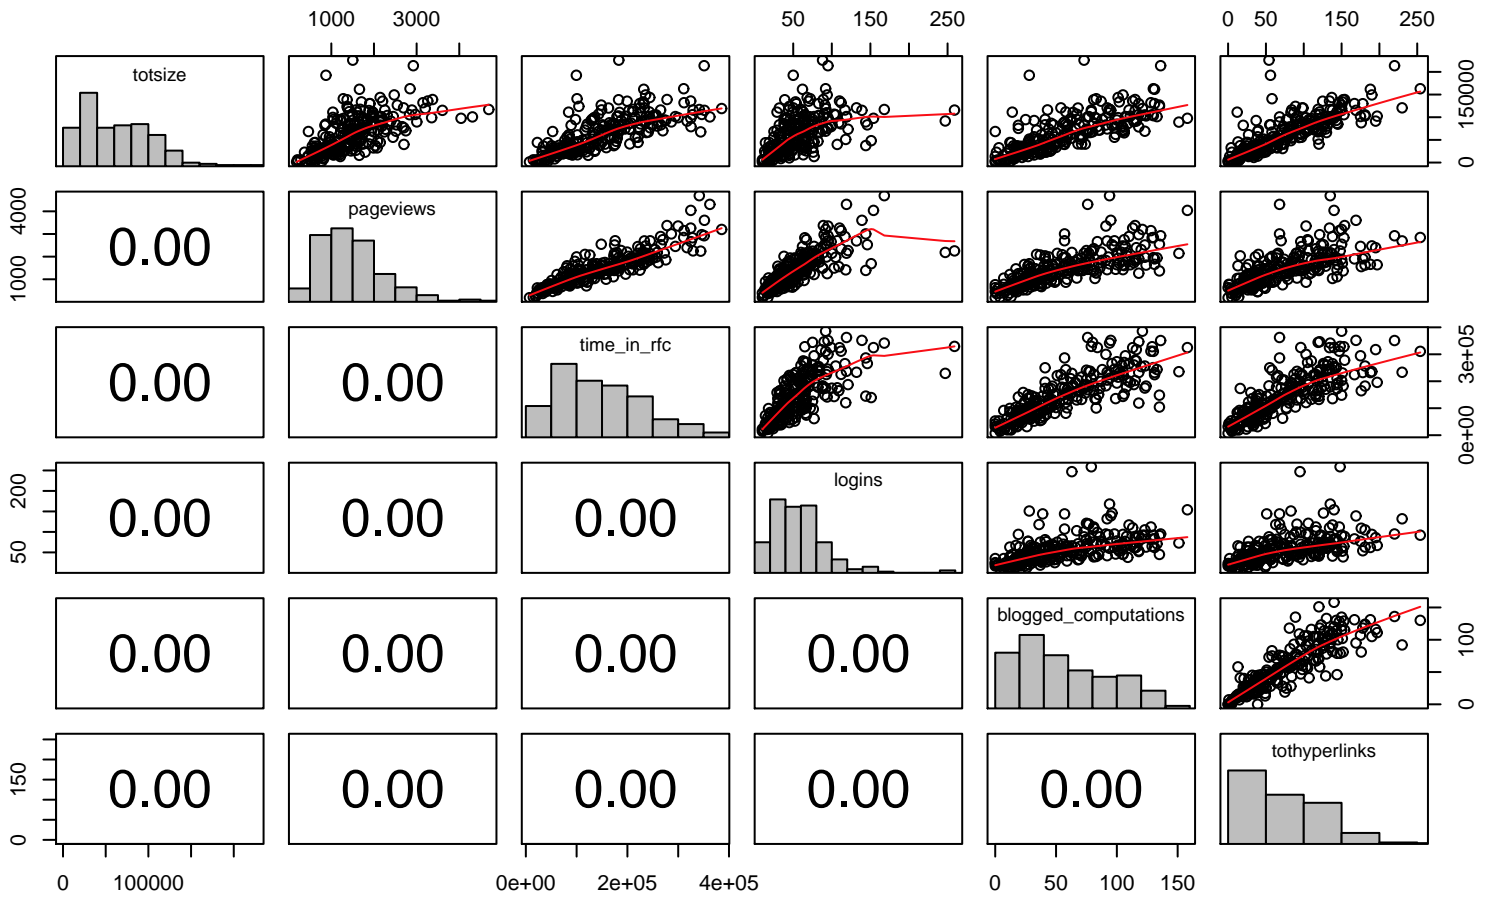 1000 3000 50 150 250 0 50 150 250
totsize
0 150000
1000 4000
0.00
pageviews
0.00 0.00
time_in_rfc
0e+00 3e+05
50 200
0.00 0.00 0.00
logins
0.00 0.00 0.00 0.00
blogged_computations
0 100
0 150
0.00 0.00 0.00 0.00 0.00
tothyperlinks
0 100000 0e+00 2e+05 4e+05 0 50 100 150